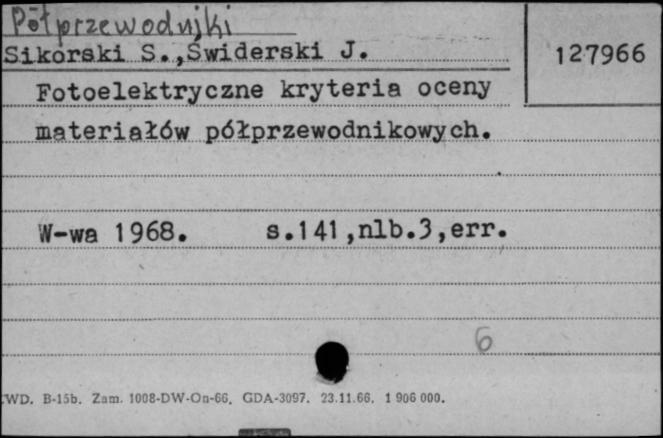 Półprzewodniki
Sikorski S.,Świderski J.
127966
Fotoelektryczne kryteria oceny
materiałów półprzewodnikowych.
W-wa 1968. s.141,nlb.3,err.
6
WD. B-15b. Zam. 1008-DW-On-66. GDA-3097. 23.11.66. 1 906 000.